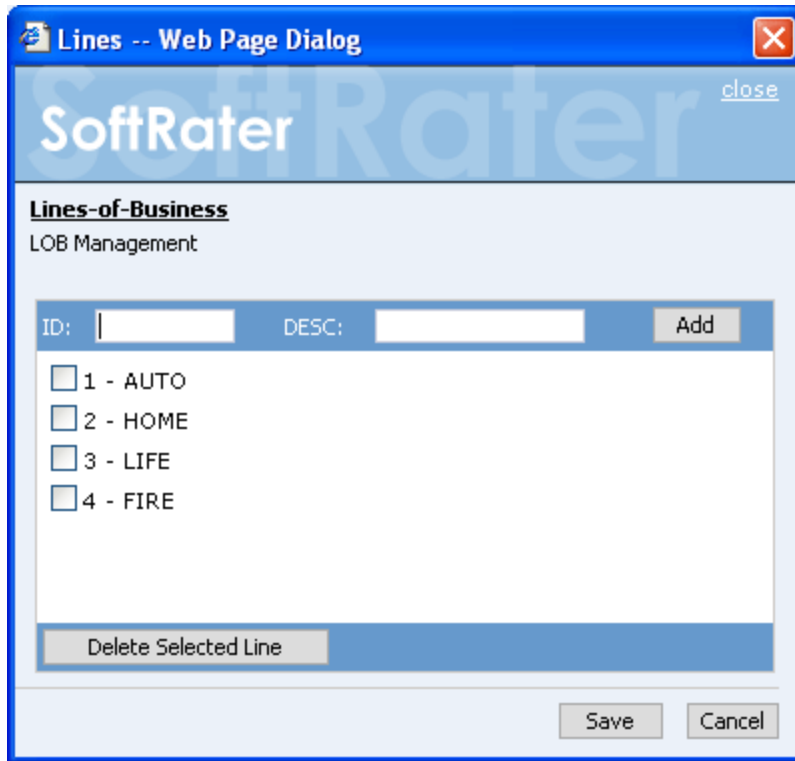 Lines -- Web Page Dialog
SoftRater
close
SoftRater
Lines-of-Business
LOB Management
ID: DESC: Add
1 - AUTO
2 - HOME
3 - LIFE
4 - FIRE
Delete Selected Line
Save Cancel